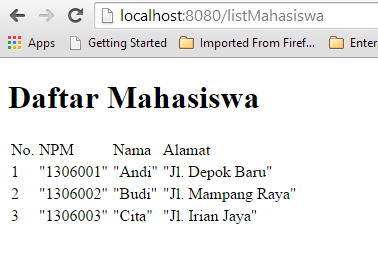 localhost:8080/listMahasiswa
Apps Getting Started Imported From Firef... Enter
Daftar Mahasiswa
No. NPM Nama Alamat
1 "1306001" "Andi" "Jl. Depok Baru"
2 "1306002" "Budi" "Jl. Mampang Raya"
3 "1306003" "Cita" "Jl. Irian Jaya"